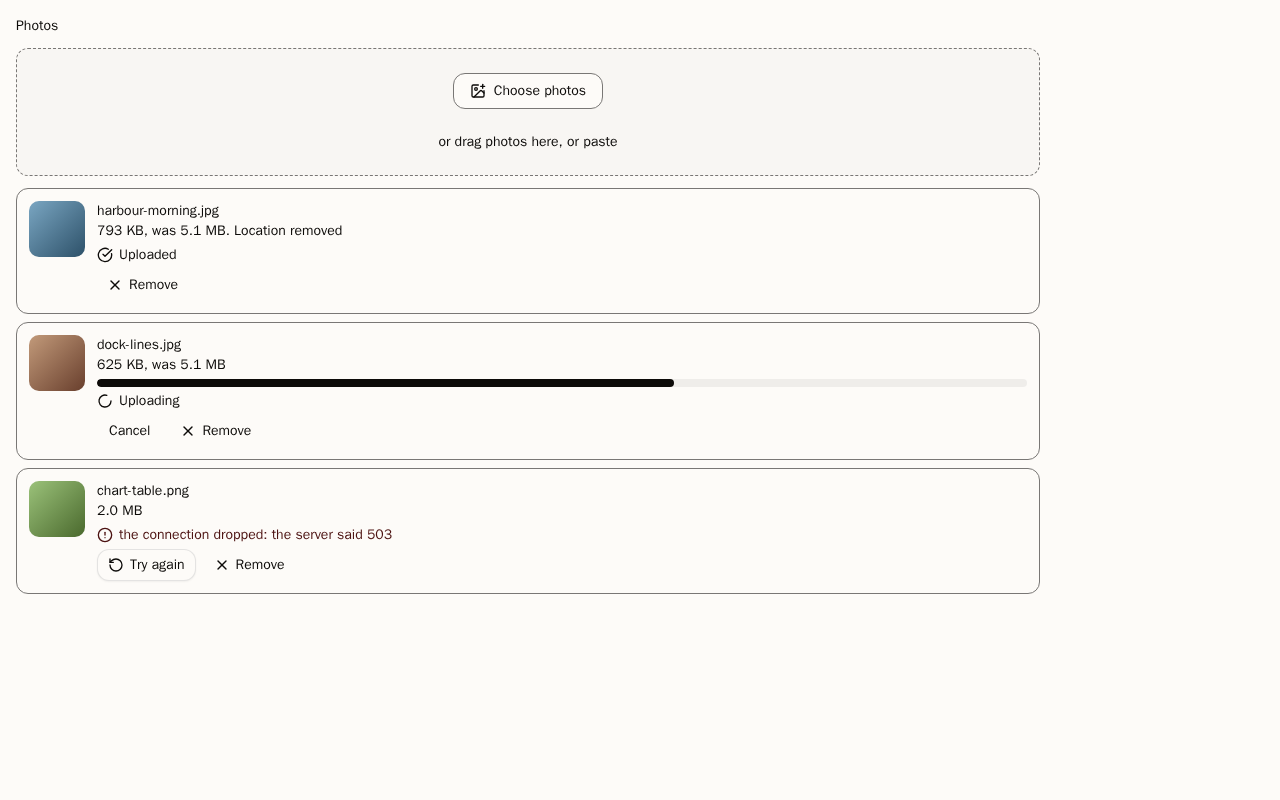 Photos
Choose photos
or drag photos here, or paste
harbour-morning.jpg
793 KB, was 5.1 MB. Location removed
Uploaded
Remove
dock-lines.jpg
625 KB, was 5.1 MB
Uploading
Cancel Remove
chart-table.png
2.0 MB
the connection dropped: the server said 503
Try again Remove